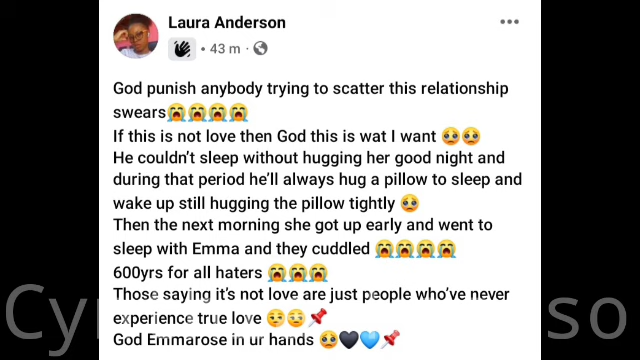 Laura Anderson
• 43 m ·
God punish anybody trying to scatter this relationship
swears😭😭😭😭
If this is not love then God this is wat I want 🥺🥺
He couldn't sleep without hugging her good night and
during that period he'll always hug a pillow to sleep and
wake up still hugging the pillow tightly 🥺
Then the next morning she got up early and went to
sleep with Emma and they cuddled 😭😭😭😭
600yrs for all haters 😭😭😭
Those saying it's not love are just people who've never
experience true love 😒😒📌
God Emmarose in ur hands 🥺🖤💙📌